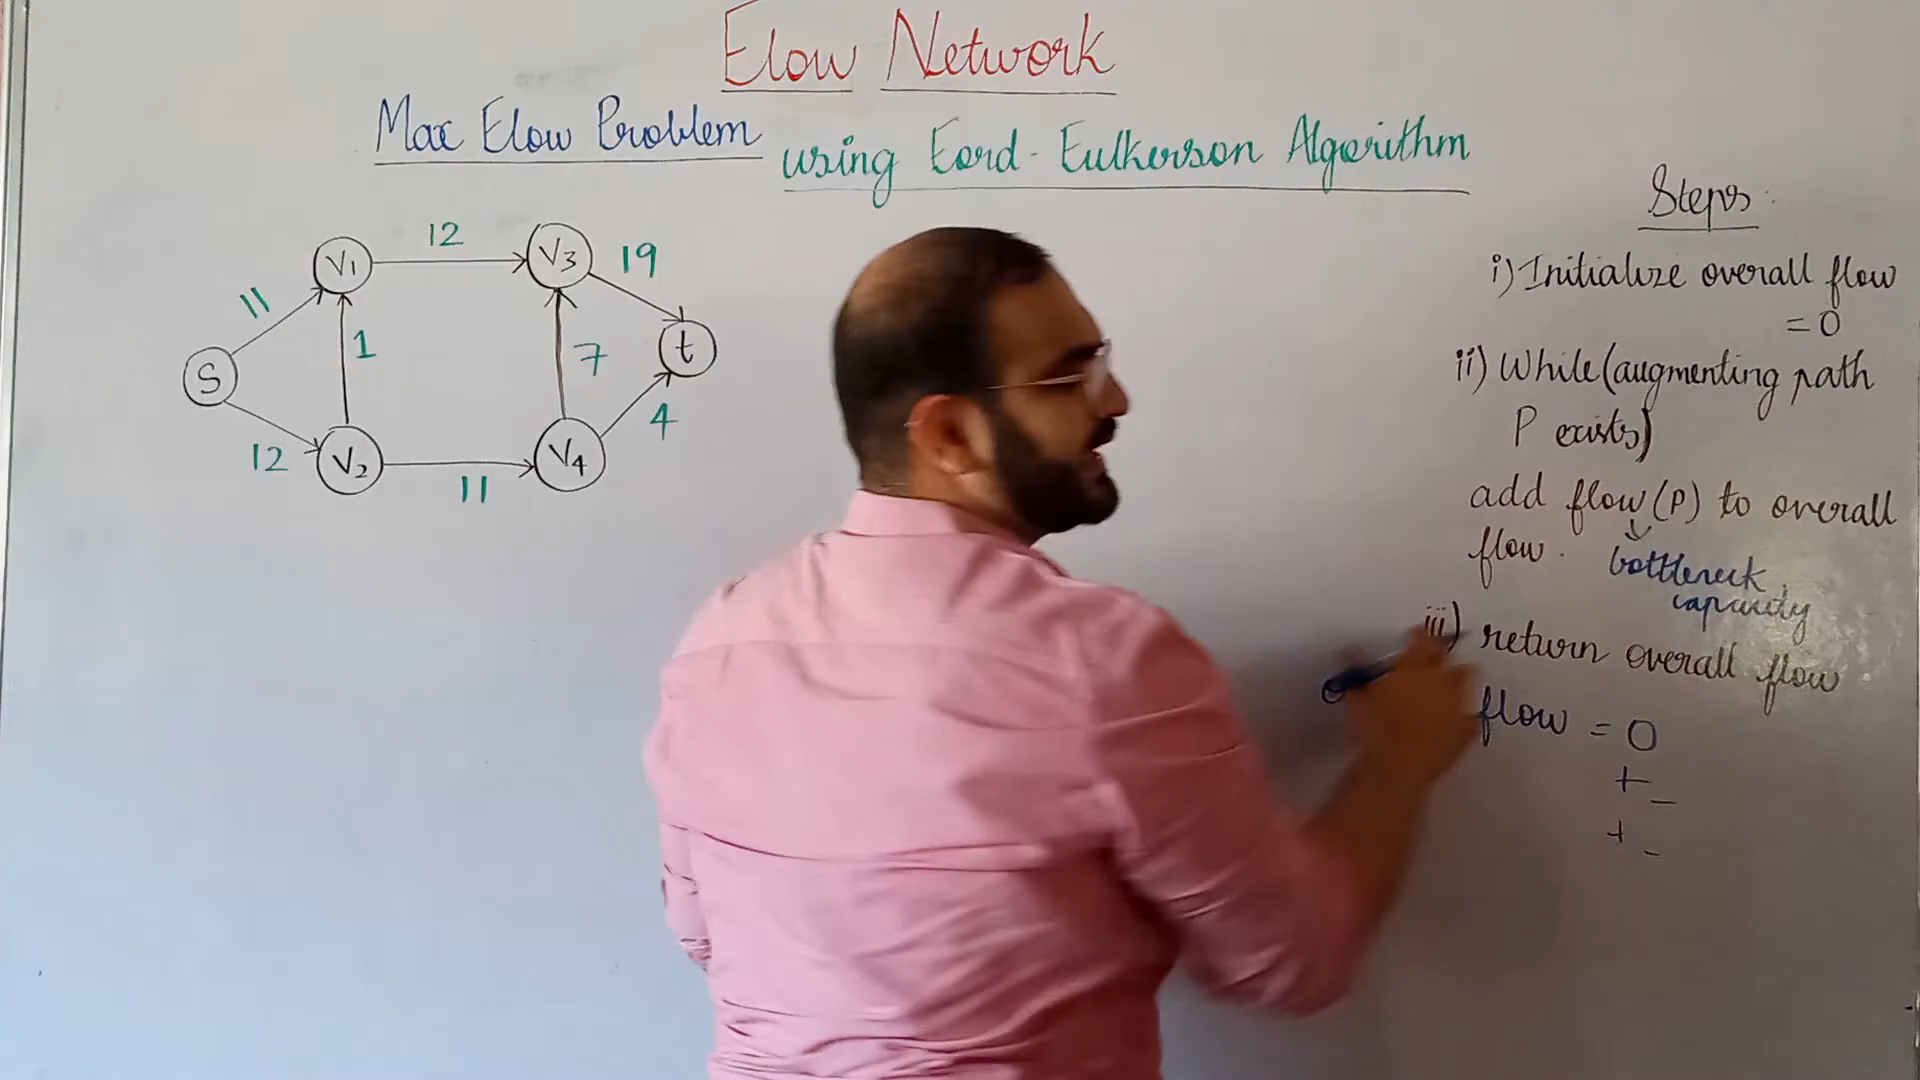 Flow Network
Max Flow Problem using Ford-Fulkerson Algorithm
Steps:
i) Initialize overall flow
= 0
ii) While (augmenting path
P exists)
add flow (P) to overall
flow.
bottleneck
capacity
iii) return overall flow
flow = 0
+ _
+ _
12
V1
V3
19
11
1
7
t
S
4
12
V2
V4
11